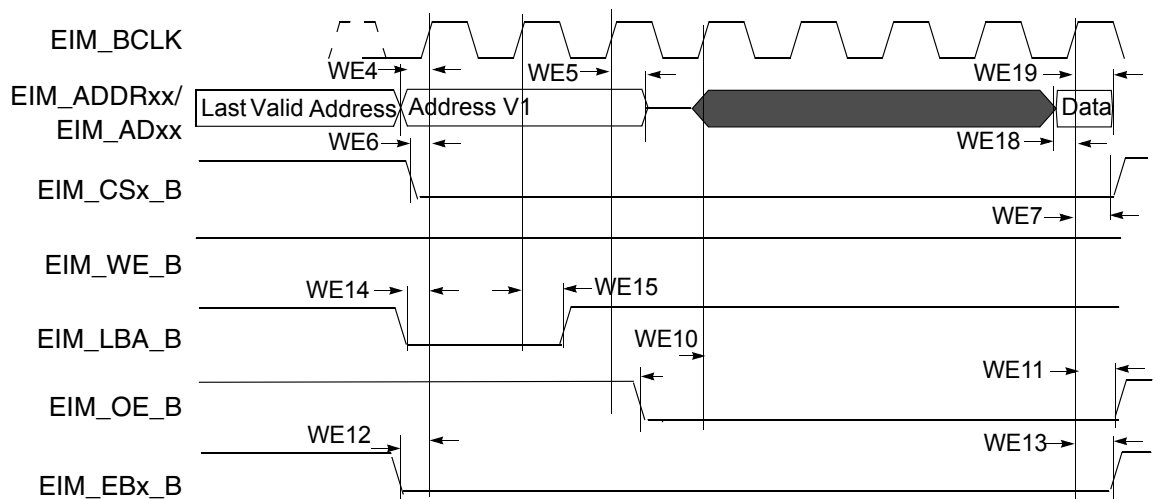 EIM_BCLK
WE4
WE5
WE19
EIM_ADDRxx/
EIM_ADxx
Last Valid Address
Address V1
Data
WE6
WE18
EIM_CSx_B
WE7
EIM_WE_B
WE14
WE15
EIM_LBA_B
WE10
WE11
EIM_OE_B
WE12
WE13
EIM_EBx_B